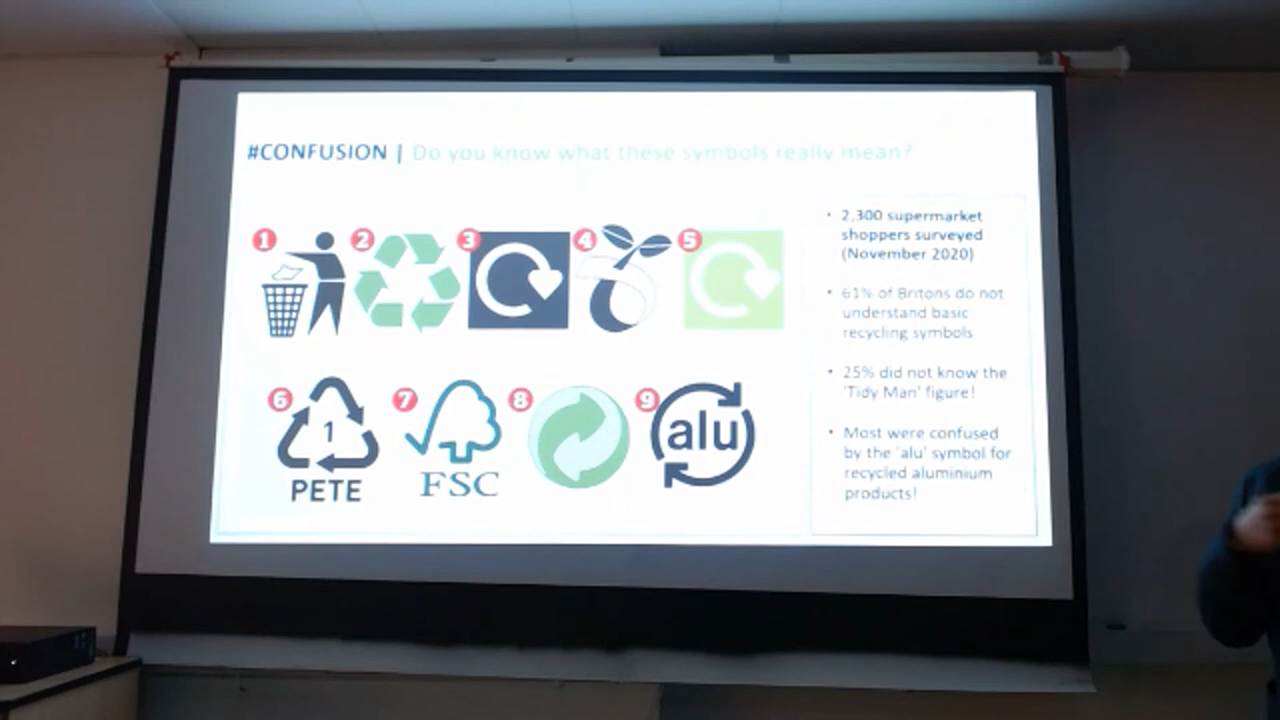 #CONFUSION | Do you know what these symbols really mean?
1
2
3
4
5
6
1
PETE
7
FSC
8
9
alu
• 2,300 supermarket
shoppers surveyed
(November 2020)
• 61% of Britons do not
understand basic
recycling symbols
• 25% did not know the
'Tidy Man' figure!
• Most were confused
by the 'alu' symbol for
recycled aluminium
products!